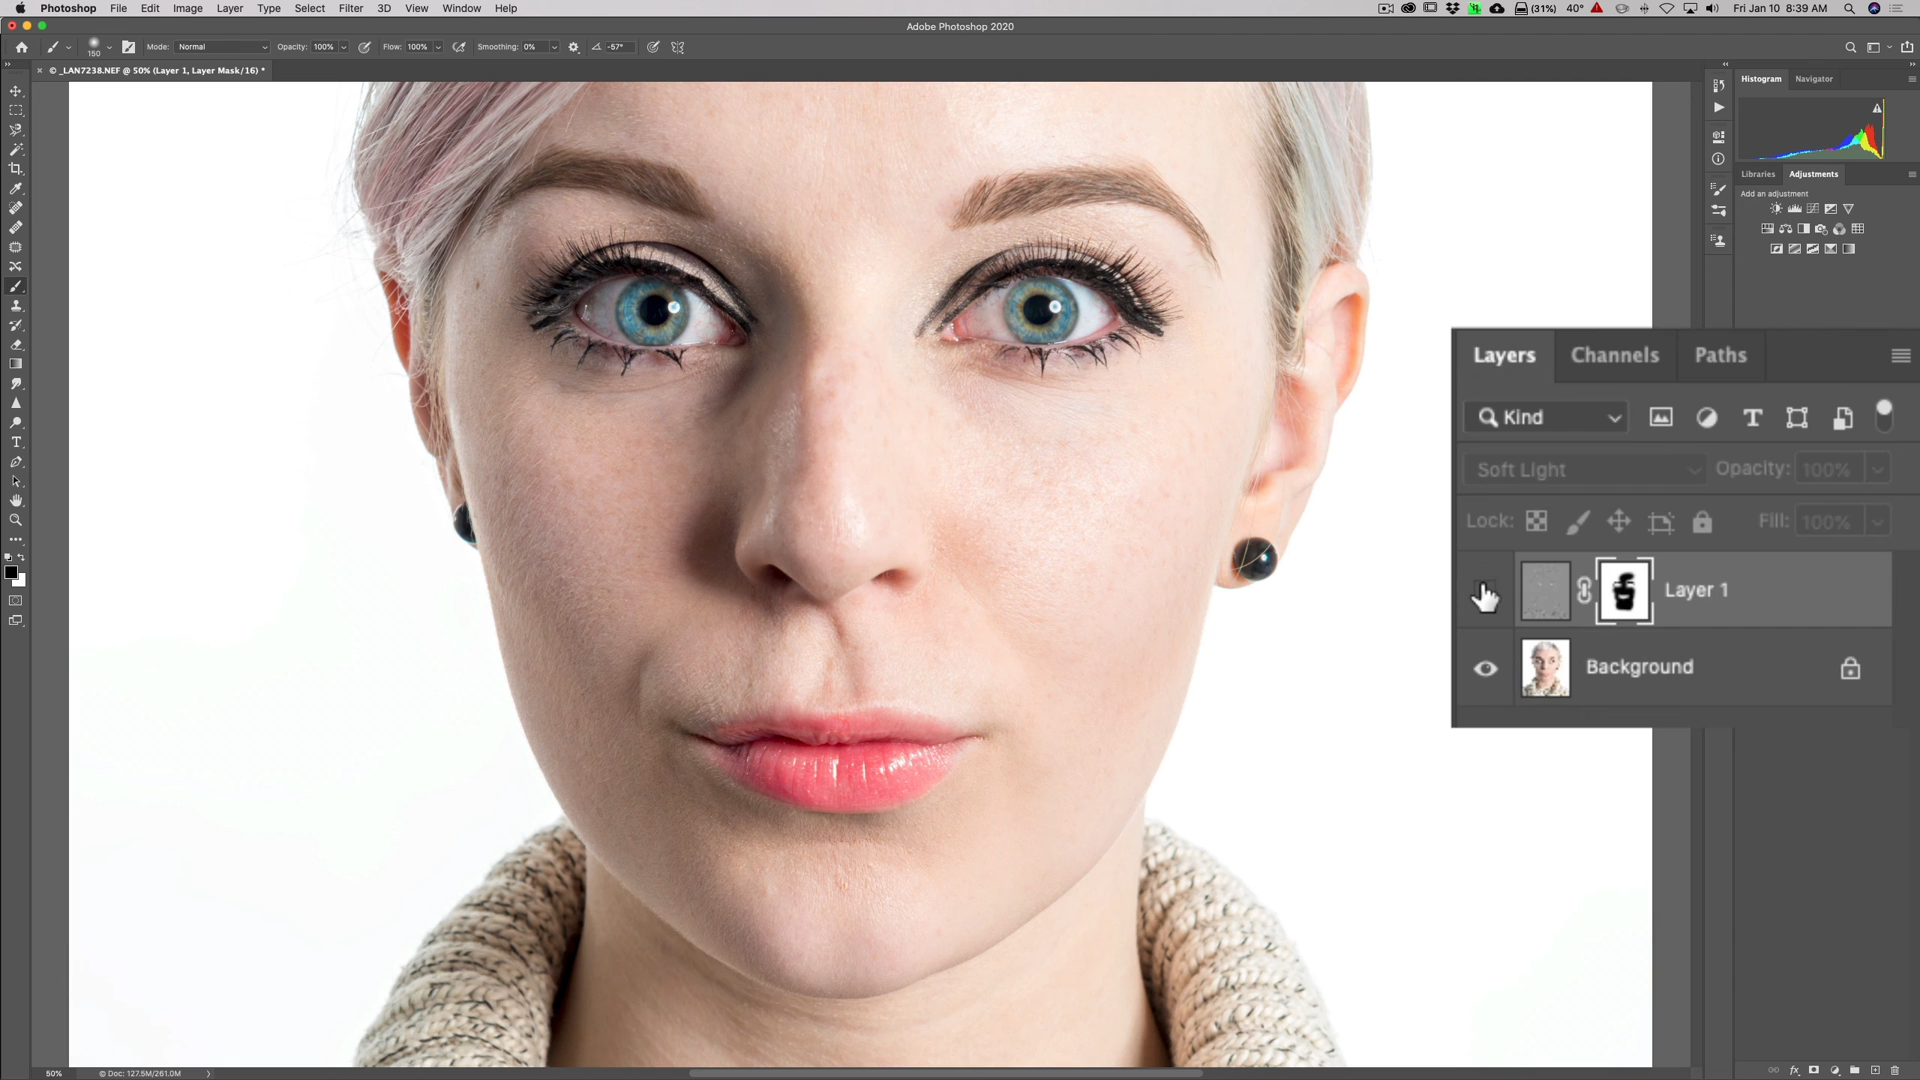 Photoshop File Edit Image Layer Type Select Filter 3D View Window Help (31%) 40° Fri Jan 10 8:39 AM
Adobe Photoshop 2020
150 Mode: Normal Opacity: 100% Flow: 100% Smoothing: 0% -57°
× © _LAN7238.NEF @ 50% (Layer 1, Layer Mask/16) *
Histogram Navigator
Libraries Adjustments
Add an adjustment
Layers Channels Paths
Kind
Soft Light Opacity: 100%
Lock: Fill: 100%
Layer 1
Background
50% © Doc: 127.5M/261.0M